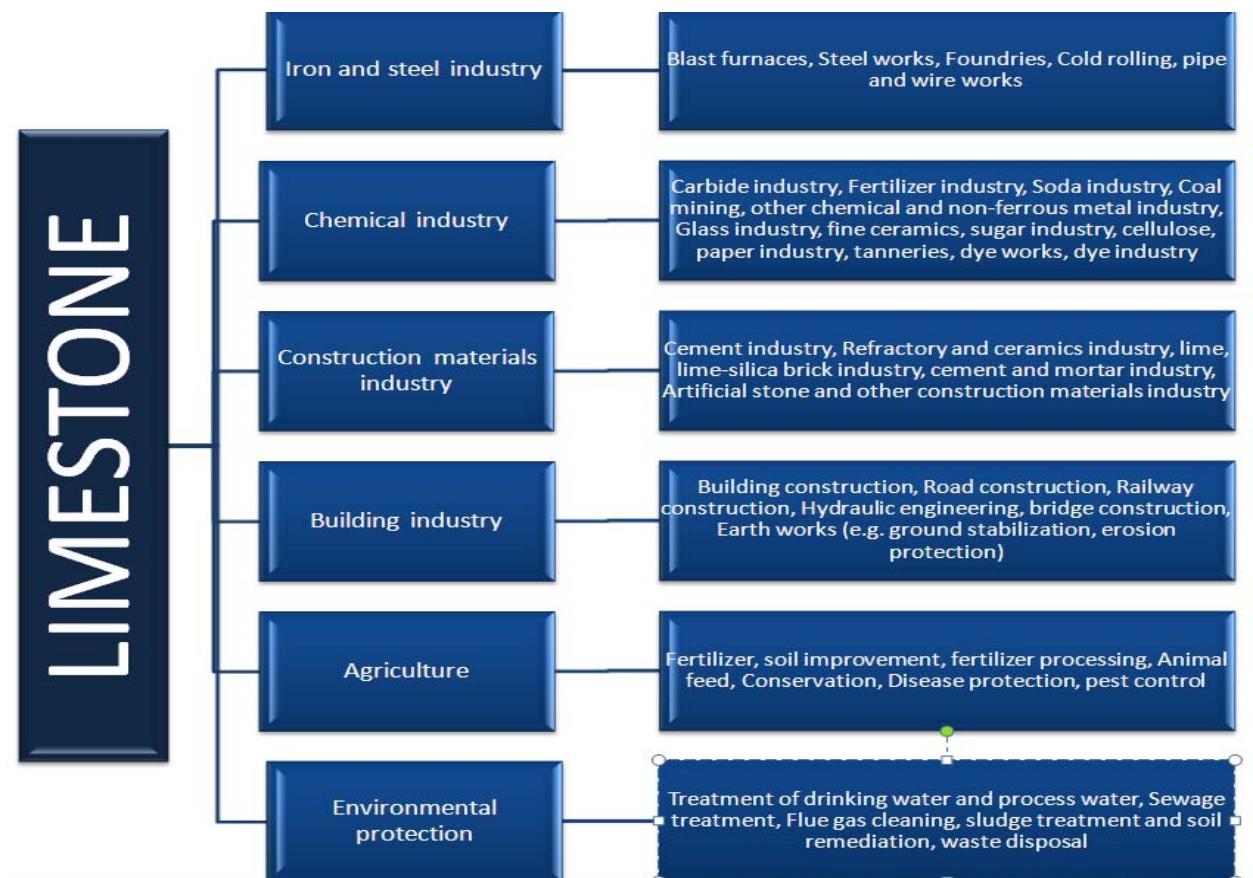 LIMESTONE
Iron and steel industry
Blast furnaces, Steel works, Foundries, Cold rolling, pipe
and wire works
Chemical industry
Carbide industry, Fertilizer industry, Soda industry, Coal
mining, other chemical and non-ferrous metal industry,
Glass industry, fine ceramics, sugar industry, cellulose,
paper industry, tanneries, dye works, dye industry
Construction materials
industry
Cement industry, Refractory and ceramics industry, lime,
lime-silica brick industry, cement and mortar industry,
Artificial stone and other construction materials industry
Building industry
Building construction, Road construction, Railway
construction, Hydraulic engineering, bridge construction,
Earth works (e.g. ground stabilization, erosion
protection)
Agriculture
Fertilizer, soil improvement, fertilizer processing, Animal
feed, Conservation, Disease protection, pest control
Environmental
protection
Treatment of drinking water and process water, Sewage
treatment, Flue gas cleaning, sludge treatment and soil
remediation, waste disposal